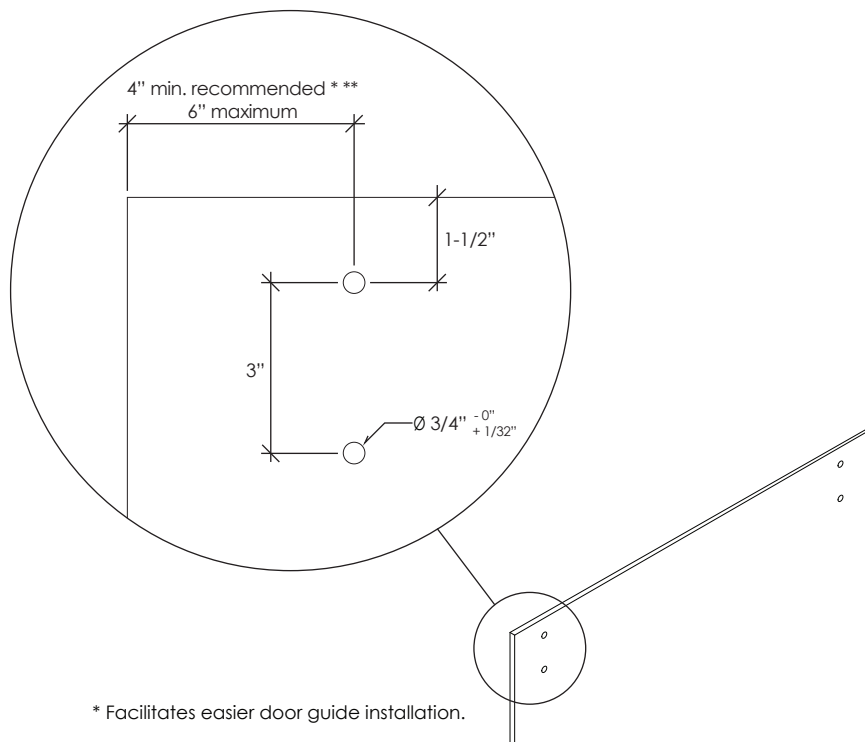 4” min. recommended * **
6” maximum
1-1/2”
3”
Ø 3/4” - 0”
+ 1/32”
* Facilitates easier door guide installation.